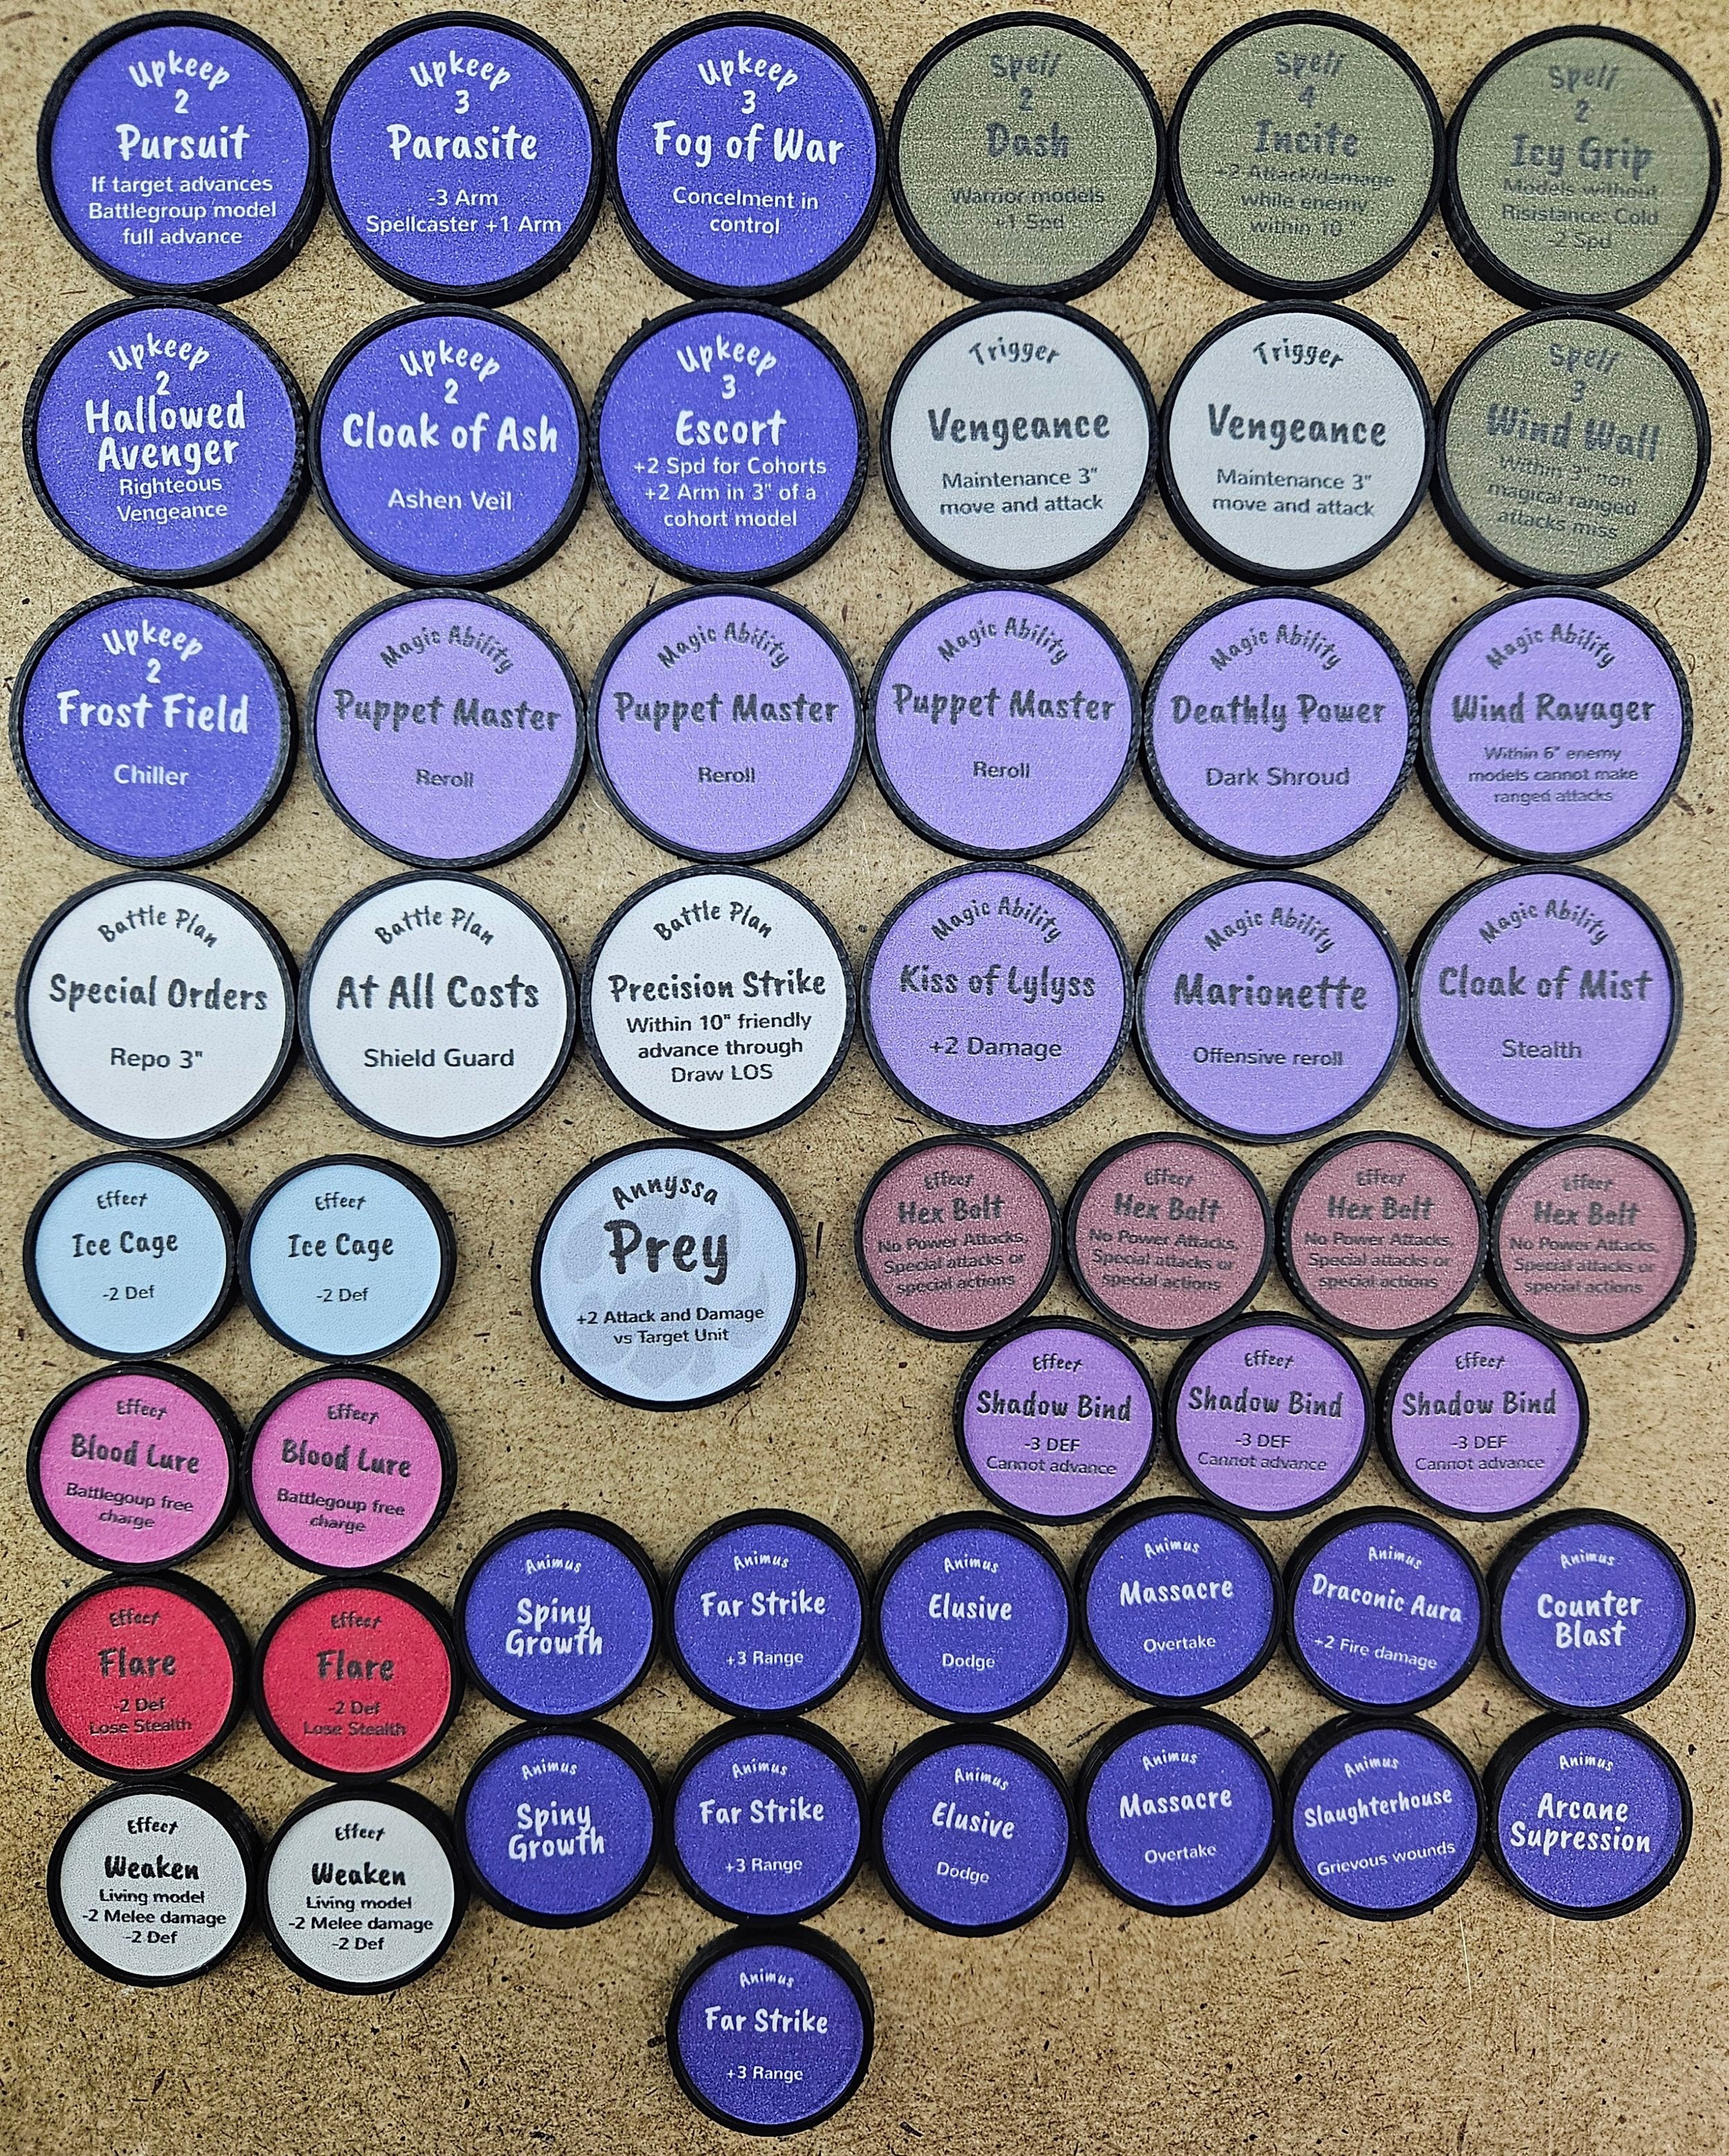 Upkeep
2
Pursuit
If target advances
Battlegroup model
full advance
Upkeep
3
Parasite
-3 Arm
Spellcaster +1 Arm
Upkeep
3
Fog of War
Concelment in
control
Spell
2
Dash
Warrior models
+1 Spd
Spell
4
Incite
+2 Attack/damage
while enemy
within 10"
Spell
2
Icy Grip
Models without
Risistance: Cold
-2 Spd
Upkeep
2
Hallowed
Avenger
Righteous
Vengeance
Upkeep
2
Cloak of Ash
Ashen Veil
Upkeep
3
Escort
+2 Spd for Cohorts
+2 Arm in 3" of a
cohort model
Trigger
Vengeance
Maintenance 3"
move and attack
Trigger
Vengeance
Maintenance 3"
move and attack
Spell
3
Wind Wall
Within 3" non
magical ranged
attacks miss
Upkeep
2
Frost Field
Chiller
Magic Ability
Puppet Master
Reroll
Magic Ability
Puppet Master
Reroll
Magic Ability
Puppet Master
Reroll
Magic Ability
Deathly Power
Dark Shroud
Magic Ability
Wind Ravager
Within 6" enemy
models cannot make
ranged attacks
Battle Plan
Special Orders
Repo 3"
Battle Plan
At All Costs
Shield Guard
Battle Plan
Precision Strike
Within 10" friendly
advance through
Draw LOS
Magic Ability
Kiss of Lylyss
+2 Damage
Magic Ability
Marionette
Offensive reroll
Magic Ability
Cloak of Mist
Stealth
Effect
Ice Cage
-2 Def
Effect
Ice Cage
-2 Def
Annyssa
Prey
+2 Attack and Damage
vs Target Unit
Effect
Hex Bolt
No Power Attacks,
Special attacks or
special actions
Effect
Hex Bolt
No Power Attacks,
Special attacks or
special actions
Effect
Hex Bolt
No Power Attacks,
Special attacks or
special actions
Effect
Hex Bolt
No Power Attacks,
Special attacks or
special actions
Effect
Shadow Bind
-3 DEF
Cannot advance
Effect
Shadow Bind
-3 DEF
Cannot advance
Effect
Shadow Bind
-3 DEF
Cannot advance
Effect
Blood Lure
Battlegoup free
charge
Effect
Blood Lure
Battlegoup free
charge
Effect
Flare
-2 Def
Lose Stealth
Effect
Flare
-2 Def
Lose Stealth
Animus
Spiny
Growth
Animus
Far Strike
+3 Range
Animus
Elusive
Dodge
Animus
Massacre
Overtake
Animus
Draconic Aura
+2 Fire damage
Animus
Counter
Blast
Effect
Weaken
Living model
-2 Melee damage
-2 Def
Effect
Weaken
Living model
-2 Melee damage
-2 Def
Animus
Spiny
Growth
Animus
Far Strike
+3 Range
Animus
Elusive
Dodge
Animus
Massacre
Overtake
Animus
Slaughterhouse
Grievous wounds
Animus
Arcane
Supression
Animus
Far Strike
+3 Range